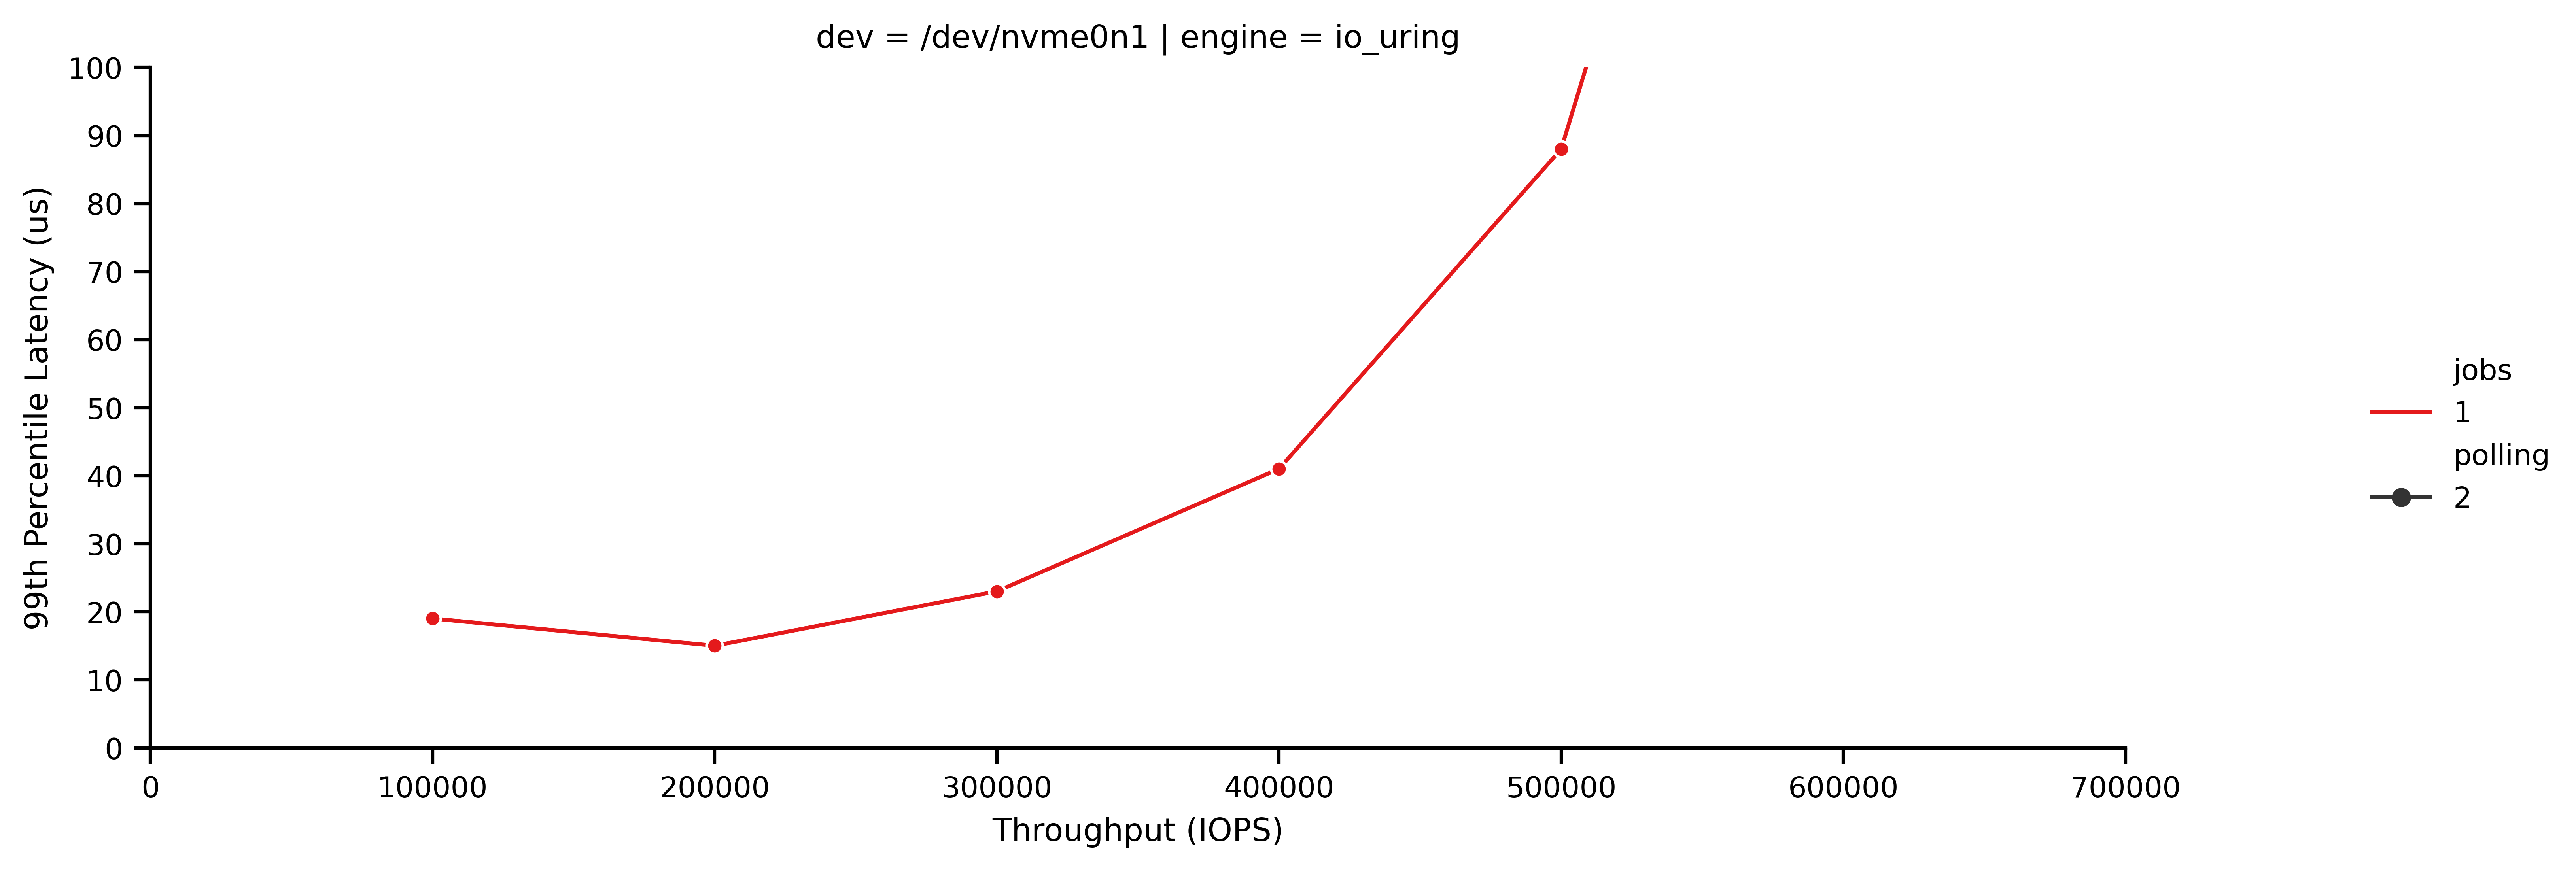 dev = /dev/nvme0n1 | engine = io_uring
100
90
80
70
60
50
40
30
20
10
0
99th Percentile Latency (us)
0 100000 200000 300000 400000 500000 600000 700000
Throughput (IOPS)
jobs
1
polling
2